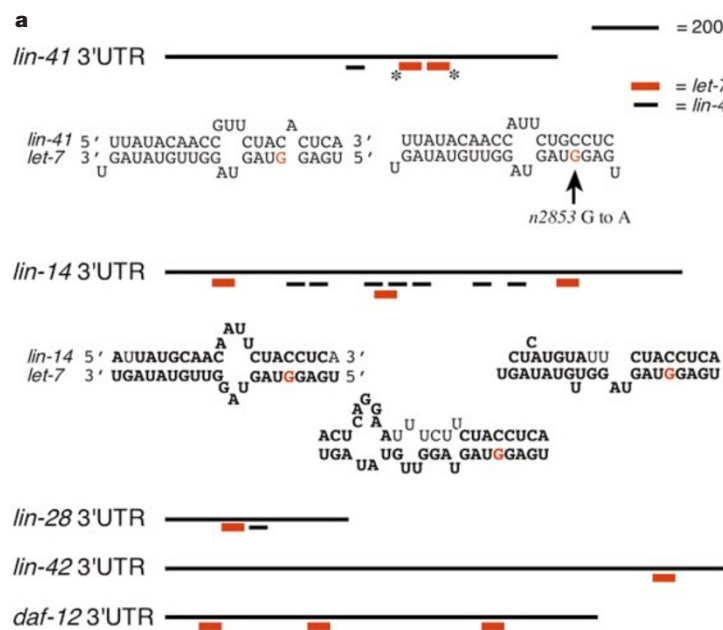 a
lin-41 3'UTR
= 200
= let-7
= lin-4
GUU A
lin-41 5' UUAUACAACC CUAC CUCA 3'
let-7 3' GAUAUGUUGG GAUG GAGU 5'
U AU
AUU
UUAUACAACC CUGCCUC
GAUAUGUUGG GAUGGAG
U AU U
n2853 G to A
lin-14 3'UTR
AU
A U
lin-14 5' AUUAUGCAAC CUACCUCA 3'
let-7 3' UGAUAUGUUG GAUGGAGU 5'
G U
A
C
CUAUGUAUU CUACCUCA
UGAUAUGUGG GAUGGAGU
U AU
G
A G
C A U U
ACU AU UCU CUACCUCA
UGAU UG GGA GAUGGAGU
AU UU U
lin-28 3'UTR
lin-42 3'UTR
daf-12 3'UTR